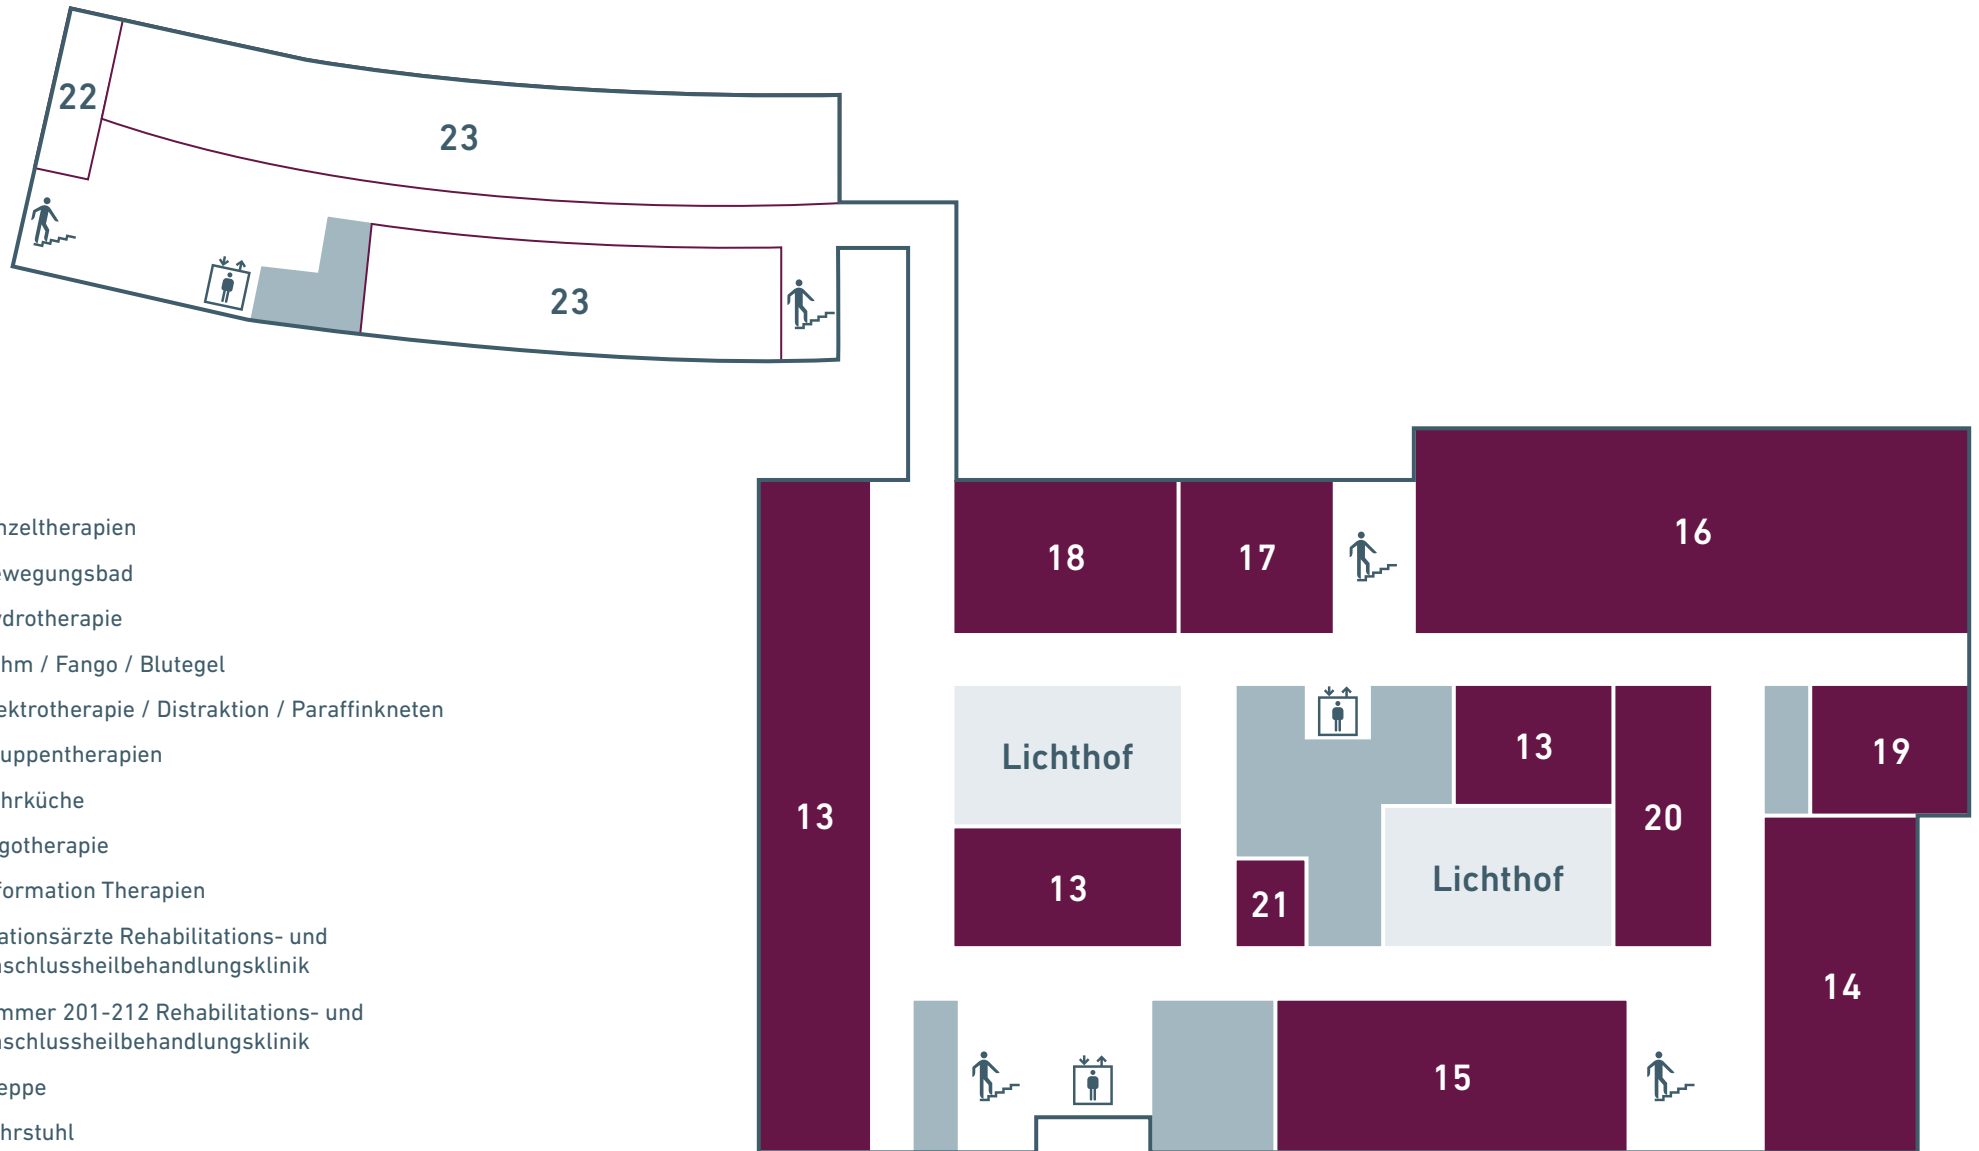 22
23
23
18
17
16
nzeltherapien
ewegungsbad
ydrotherapie
hm / Fango / Blutegel
ektrotherapie / Distraktion / Paraffinkneten
uppentherapien
hrküche
gotherapie
formation Therapien
ationsärzte Rehabilitations- und
nschlussheilbehandlungsklinik
mmer 201-212 Rehabilitations- und
nschlussheilbehandlungsklinik
eppe
hrstuhl
Lichthof
13
19
13
20
13
Lichthof
21
14
15